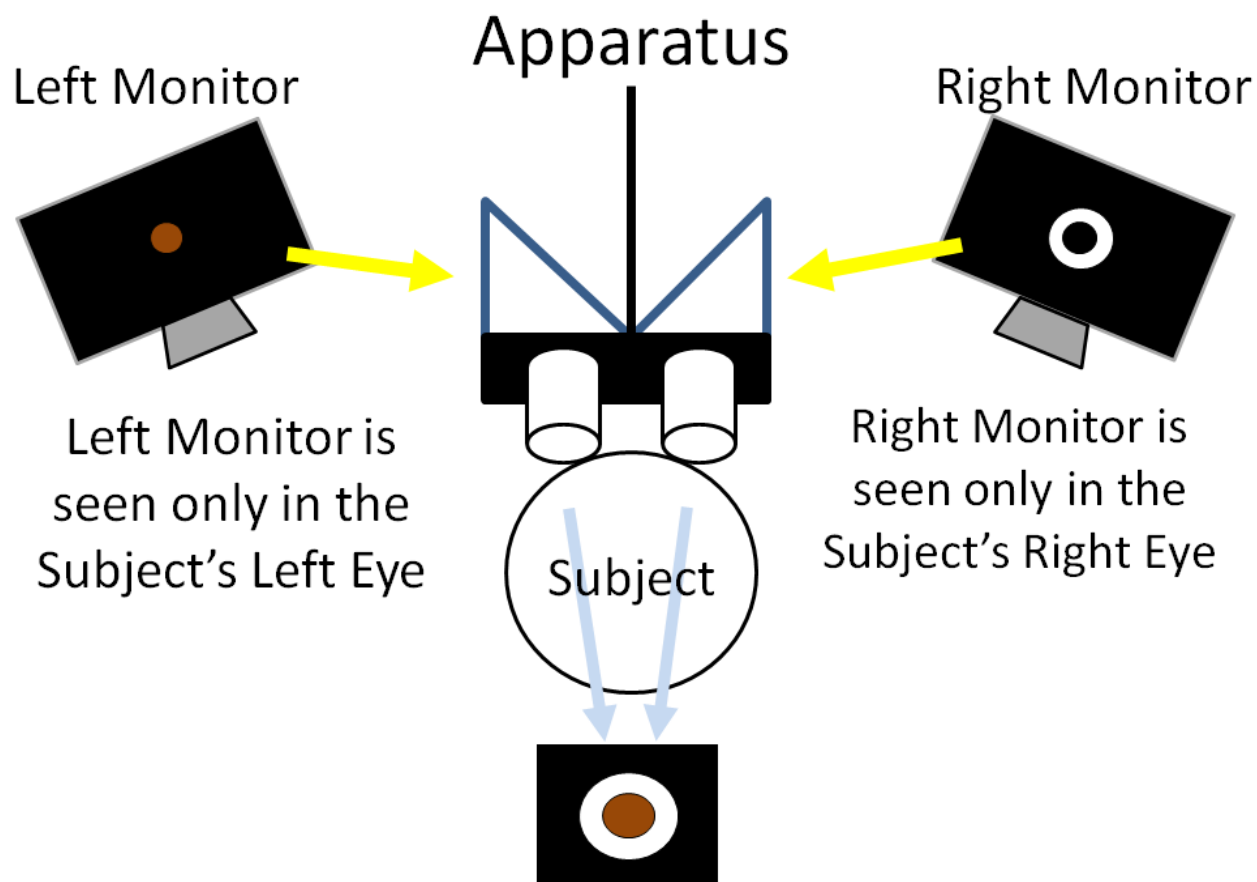 Apparatus
Left Monitor
Right Monitor
Left Monitor is
seen only in the
Subject's Left Eye
Right Monitor is
seen only in the
Subject's Right Eye
Subject